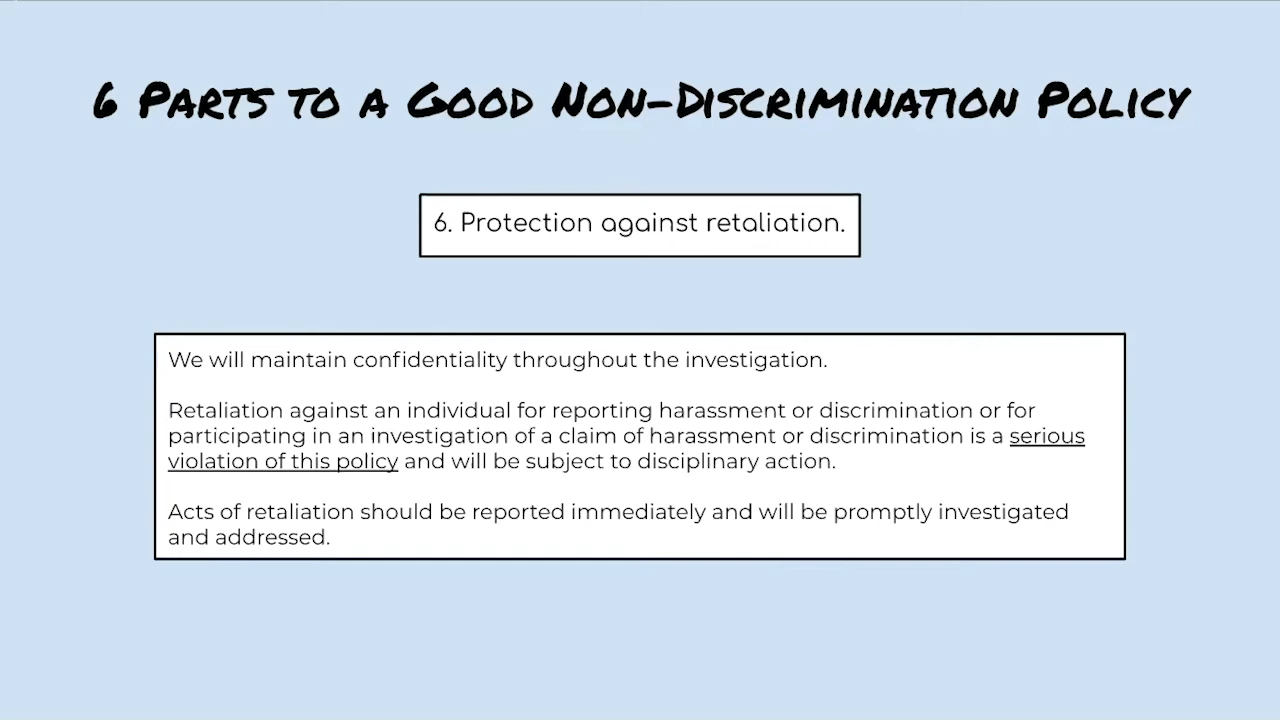 6 Parts to a Good Non-Discrimination Policy
6. Protection against retaliation.
We will maintain confidentiality throughout the investigation.
Retaliation against an individual for reporting harassment or discrimination or for
participating in an investigation of a claim of harassment or discrimination is a serious
violation of this policy and will be subject to disciplinary action.
Acts of retaliation should be reported immediately and will be promptly investigated
and addressed.